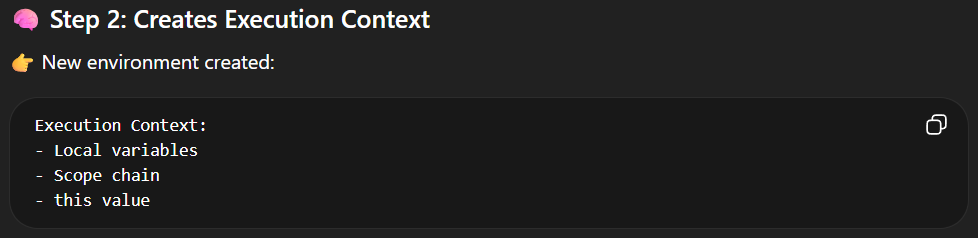 🧠 Step 2: Creates Execution Context
👉 New environment created:
Execution Context:
- Local variables
- Scope chain
- this value